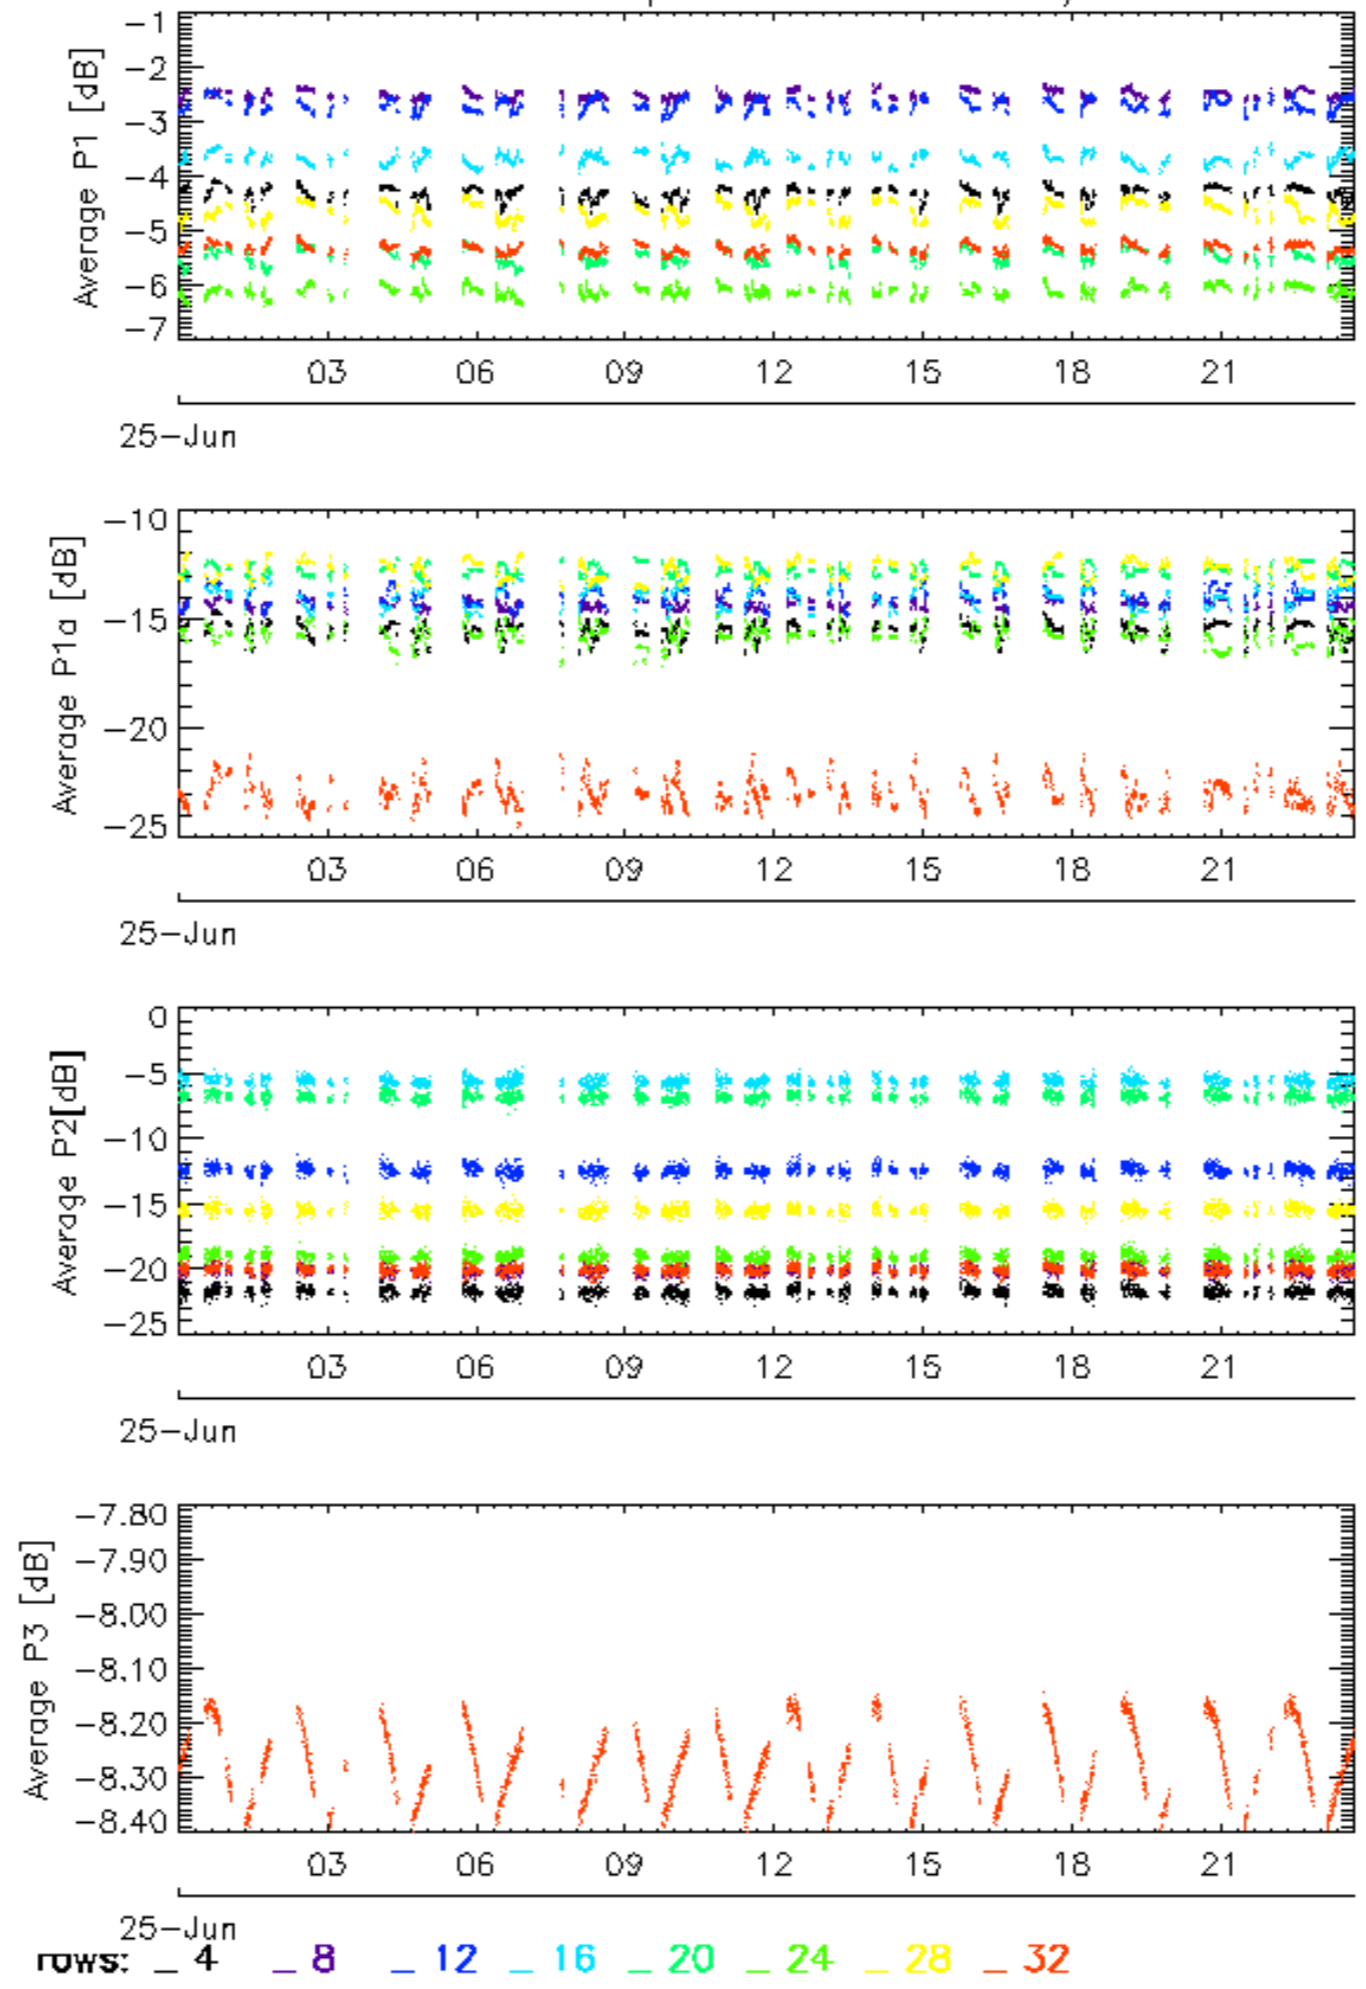 Average P1 [dB]
-1
-2
-3
-4
-5
-6
-7
03 06 09 12 15 18 21
25-Jun
Average P1a [dB]
-10
-15
-20
-25
03 06 09 12 15 18 21
25-Jun
Average P2[dB]
0
-5
-10
-15
-20
-25
03 06 09 12 15 18 21
25-Jun
Average P3 [dB]
-7.80
-7.90
-8.00
-8.10
-8.20
-8.30
-8.40
03 06 09 12 15 18 21
25-Jun
rows: _ 4 _ 8 _ 12 _ 16 _ 20 _ 24 _ 28 _ 32